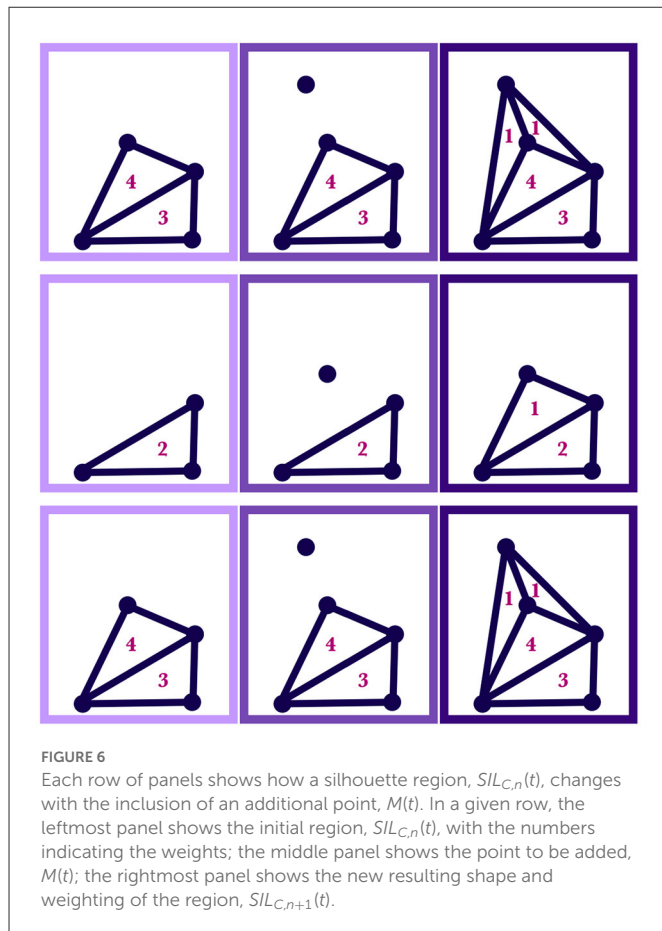 1 1
4 4 4
3 3 3
1
2 2 2
1 1
4 4 4
3 3 3
FIGURE 6
Each row of panels shows how a silhouette region, SIL_{C,n}(t), changes
with the inclusion of an additional point, M(t). In a given row, the
leftmost panel shows the initial region, SIL_{C,n}(t), with the numbers
indicating the weights; the middle panel shows the point to be added,
M(t); the rightmost panel shows the new resulting shape and
weighting of the region, SIL_{C,n+1}(t).